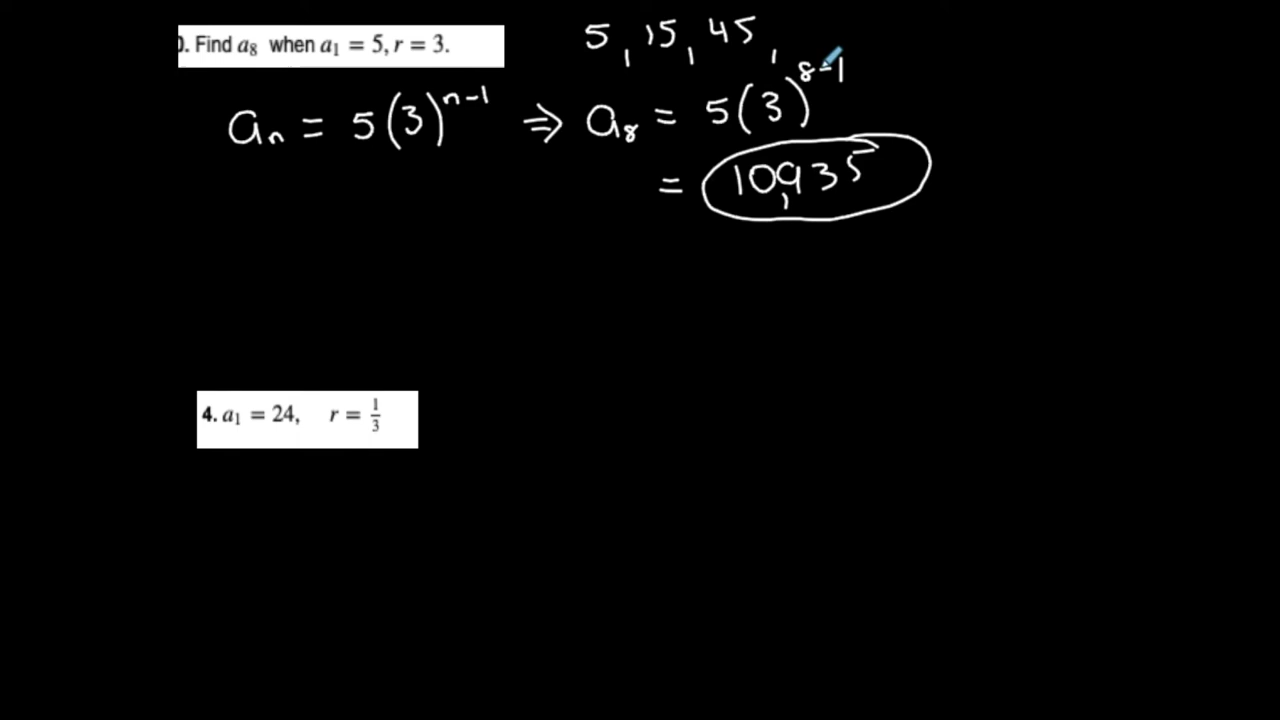 ). Find a₈ when a₁ = 5, r = 3.
5, 15, 45,
aₙ = 5(3)ⁿ⁻¹ ⇒ a₈ = 5(3)⁸⁻¹
= 10,935
4. a₁ = 24, r = 1/3